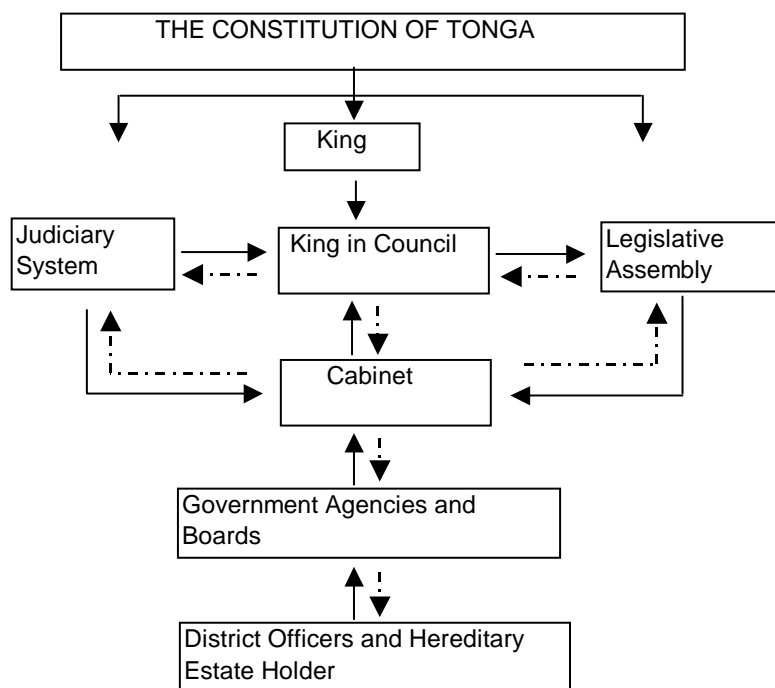 THE CONSTITUTION OF TONGA
King
Judiciary
System
King in Council
Legislative
Assembly
Cabinet
Government Agencies and
Boards
District Officers and Hereditary
Estate Holder